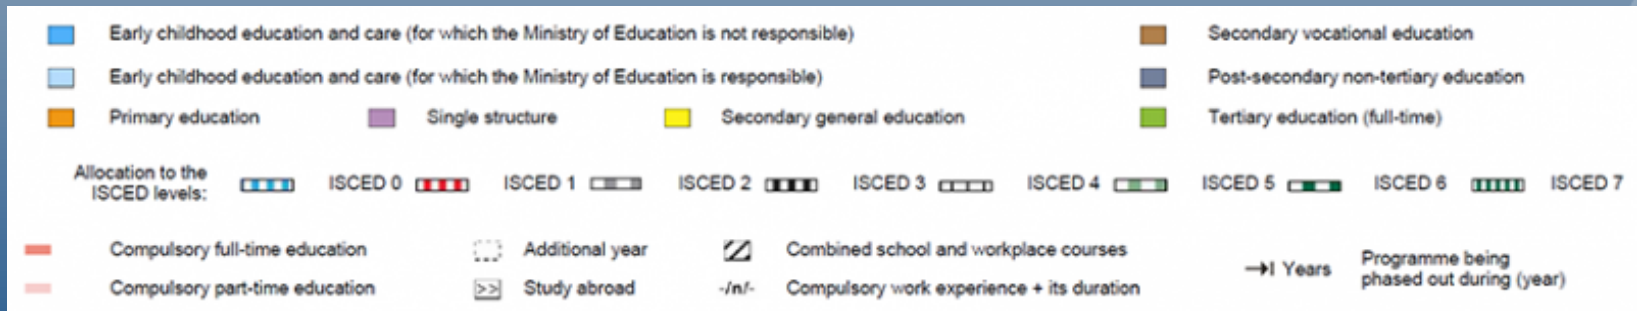 Early childhood education and care (for which the Ministry of Education is not responsible)
Secondary vocational education
Early childhood education and care (for which the Ministry of Education is responsible)
Post-secondary non-tertiary education
Primary education
Single structure
Secondary general education
Tertiary education (full-time)
Allocation to the
ISCED levels:
ISCED 0
ISCED 1
ISCED 2
ISCED 3
ISCED 4
ISCED 5
ISCED 6
ISCED 7
Compulsory full-time education
Additional year
Combined school and workplace courses
Compulsory part-time education
>> Study abroad
-/n/- Compulsory work experience + its duration
Years
Programme being
phased out during (year)